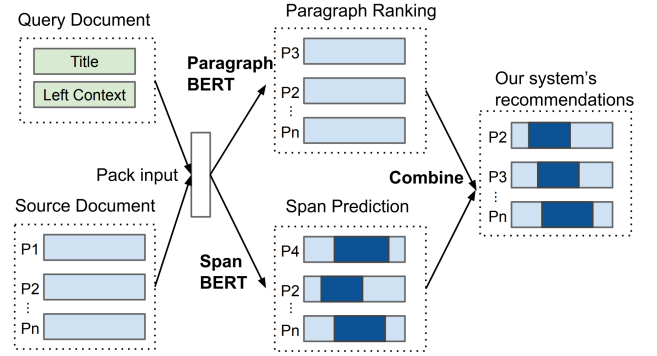 Query Document
Title
Left Context
Pack input
Source Document
P1
P2
⋮
Pn
Paragraph
BERT
Span
BERT
Paragraph Ranking
P3
P2
⋮
Pn
Span Prediction
P4
P2
⋮
Pn
Combine
Our system's
recommendations
P2
P3
⋮
Pn